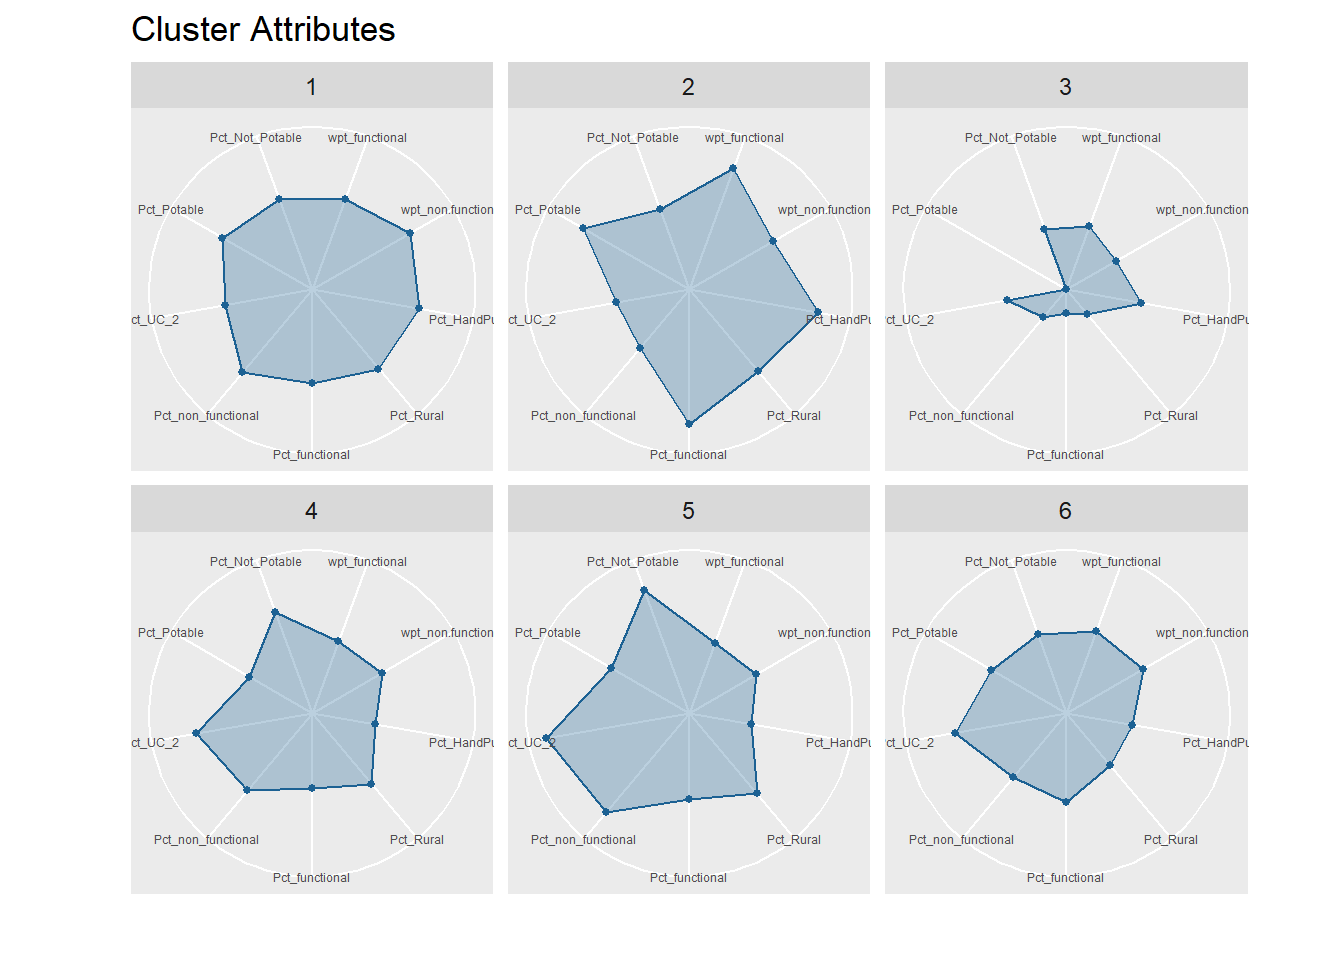 Cluster Attributes
1
Pct_Not_Potable
wpt_functional
Pct_Potable
wpt_non.function
ct_UC_2
Pct_HandPu
Pct_non_functional
Pct_Rural
Pct_functional
2
Pct_Not_Potable
wpt_functional
Pct_Potable
wpt_non.function
ct_UC_2
Pct_HandPu
Pct_non_functional
Pct_Rural
Pct_functional
3
Pct_Not_Potable
wpt_functional
Pct_Potable
wpt_non.function
ct_UC_2
Pct_HandPu
Pct_non_functional
Pct_Rural
Pct_functional
4
Pct_Not_Potable
wpt_functional
Pct_Potable
wpt_non.function
ct_UC_2
Pct_HandPu
Pct_non_functional
Pct_Rural
Pct_functional
5
Pct_Not_Potable
wpt_functional
Pct_Potable
wpt_non.function
ct_UC_2
Pct_HandPu
Pct_non_functional
Pct_Rural
Pct_functional
6
Pct_Not_Potable
wpt_functional
Pct_Potable
wpt_non.function
ct_UC_2
Pct_HandPu
Pct_non_functional
Pct_Rural
Pct_functional